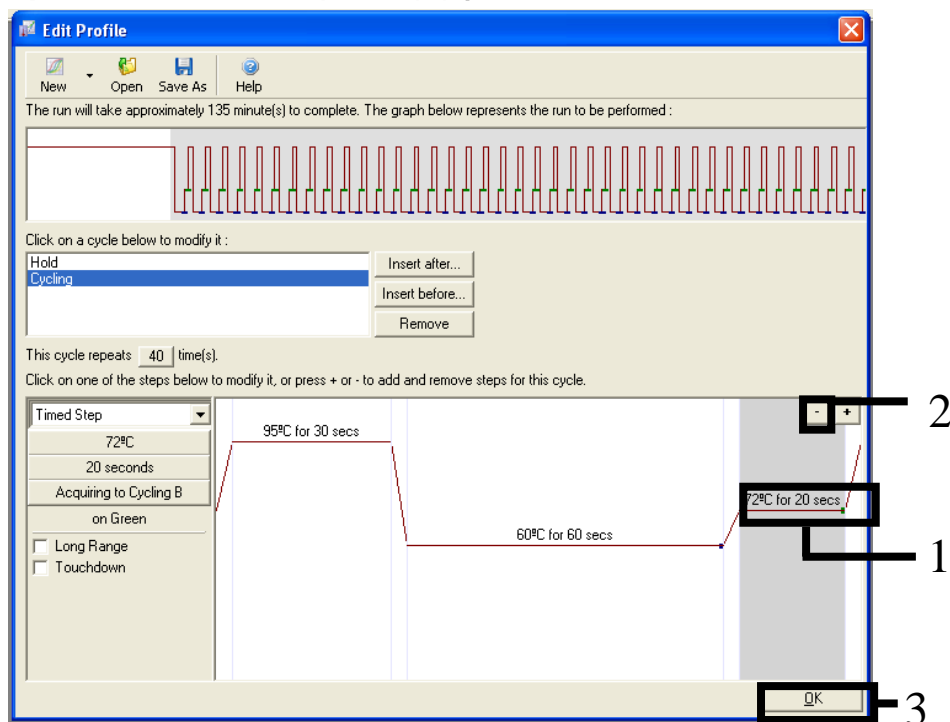 Edit Profile
New Open Save As Help
The run will take approximately 135 minute(s) to complete. The graph below represents the run to be performed :
Click on a cycle below to modify it :
Hold
Cycling
Insert after...
Insert before...
Remove
This cycle repeats 40 time(s).
Click on one of the steps below to modify it, or press + or - to add and remove steps for this cycle.
Timed Step
72ºC
20 seconds
Acquiring to Cycling B
on Green
Long Range
Touchdown
95ºC for 30 secs
60ºC for 60 secs
72ºC for 20 secs
- +
2
1
OK
3